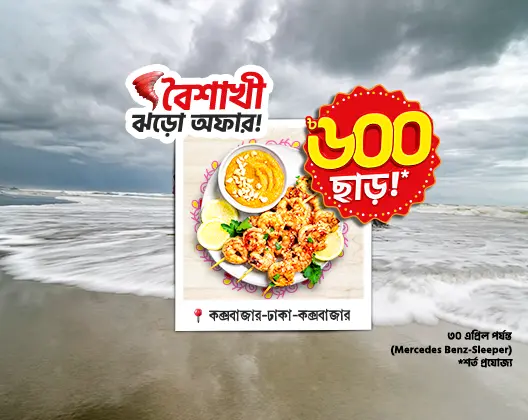 বৈশাখী
ঝড়ো অফার!
৳৬০০
ছাড়!*
কক্সবাজার-ঢাকা-কক্সবাজার
৩০ এপ্রিল পর্যন্ত
(Mercedes Benz-Sleeper)
*শর্ত প্রযোজ্য